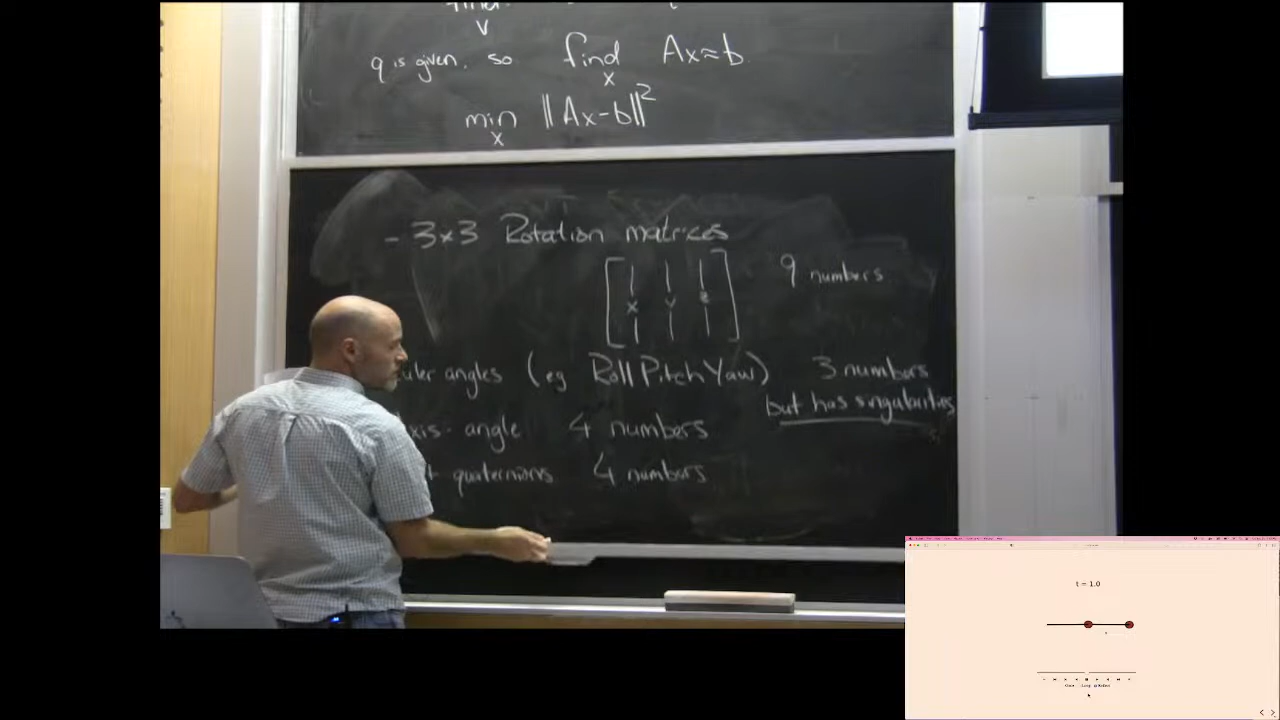 q is given, so find Ax≈b
x
min ‖Ax-b‖²
x
- 3×3 Rotation matrices
[x y z] 9 numbers
uler angles (eg Roll Pitch Yaw) 3 numbers
but has singularities
xis-angle 4 numbers
t quaternions 4 numbers
t = 1.0